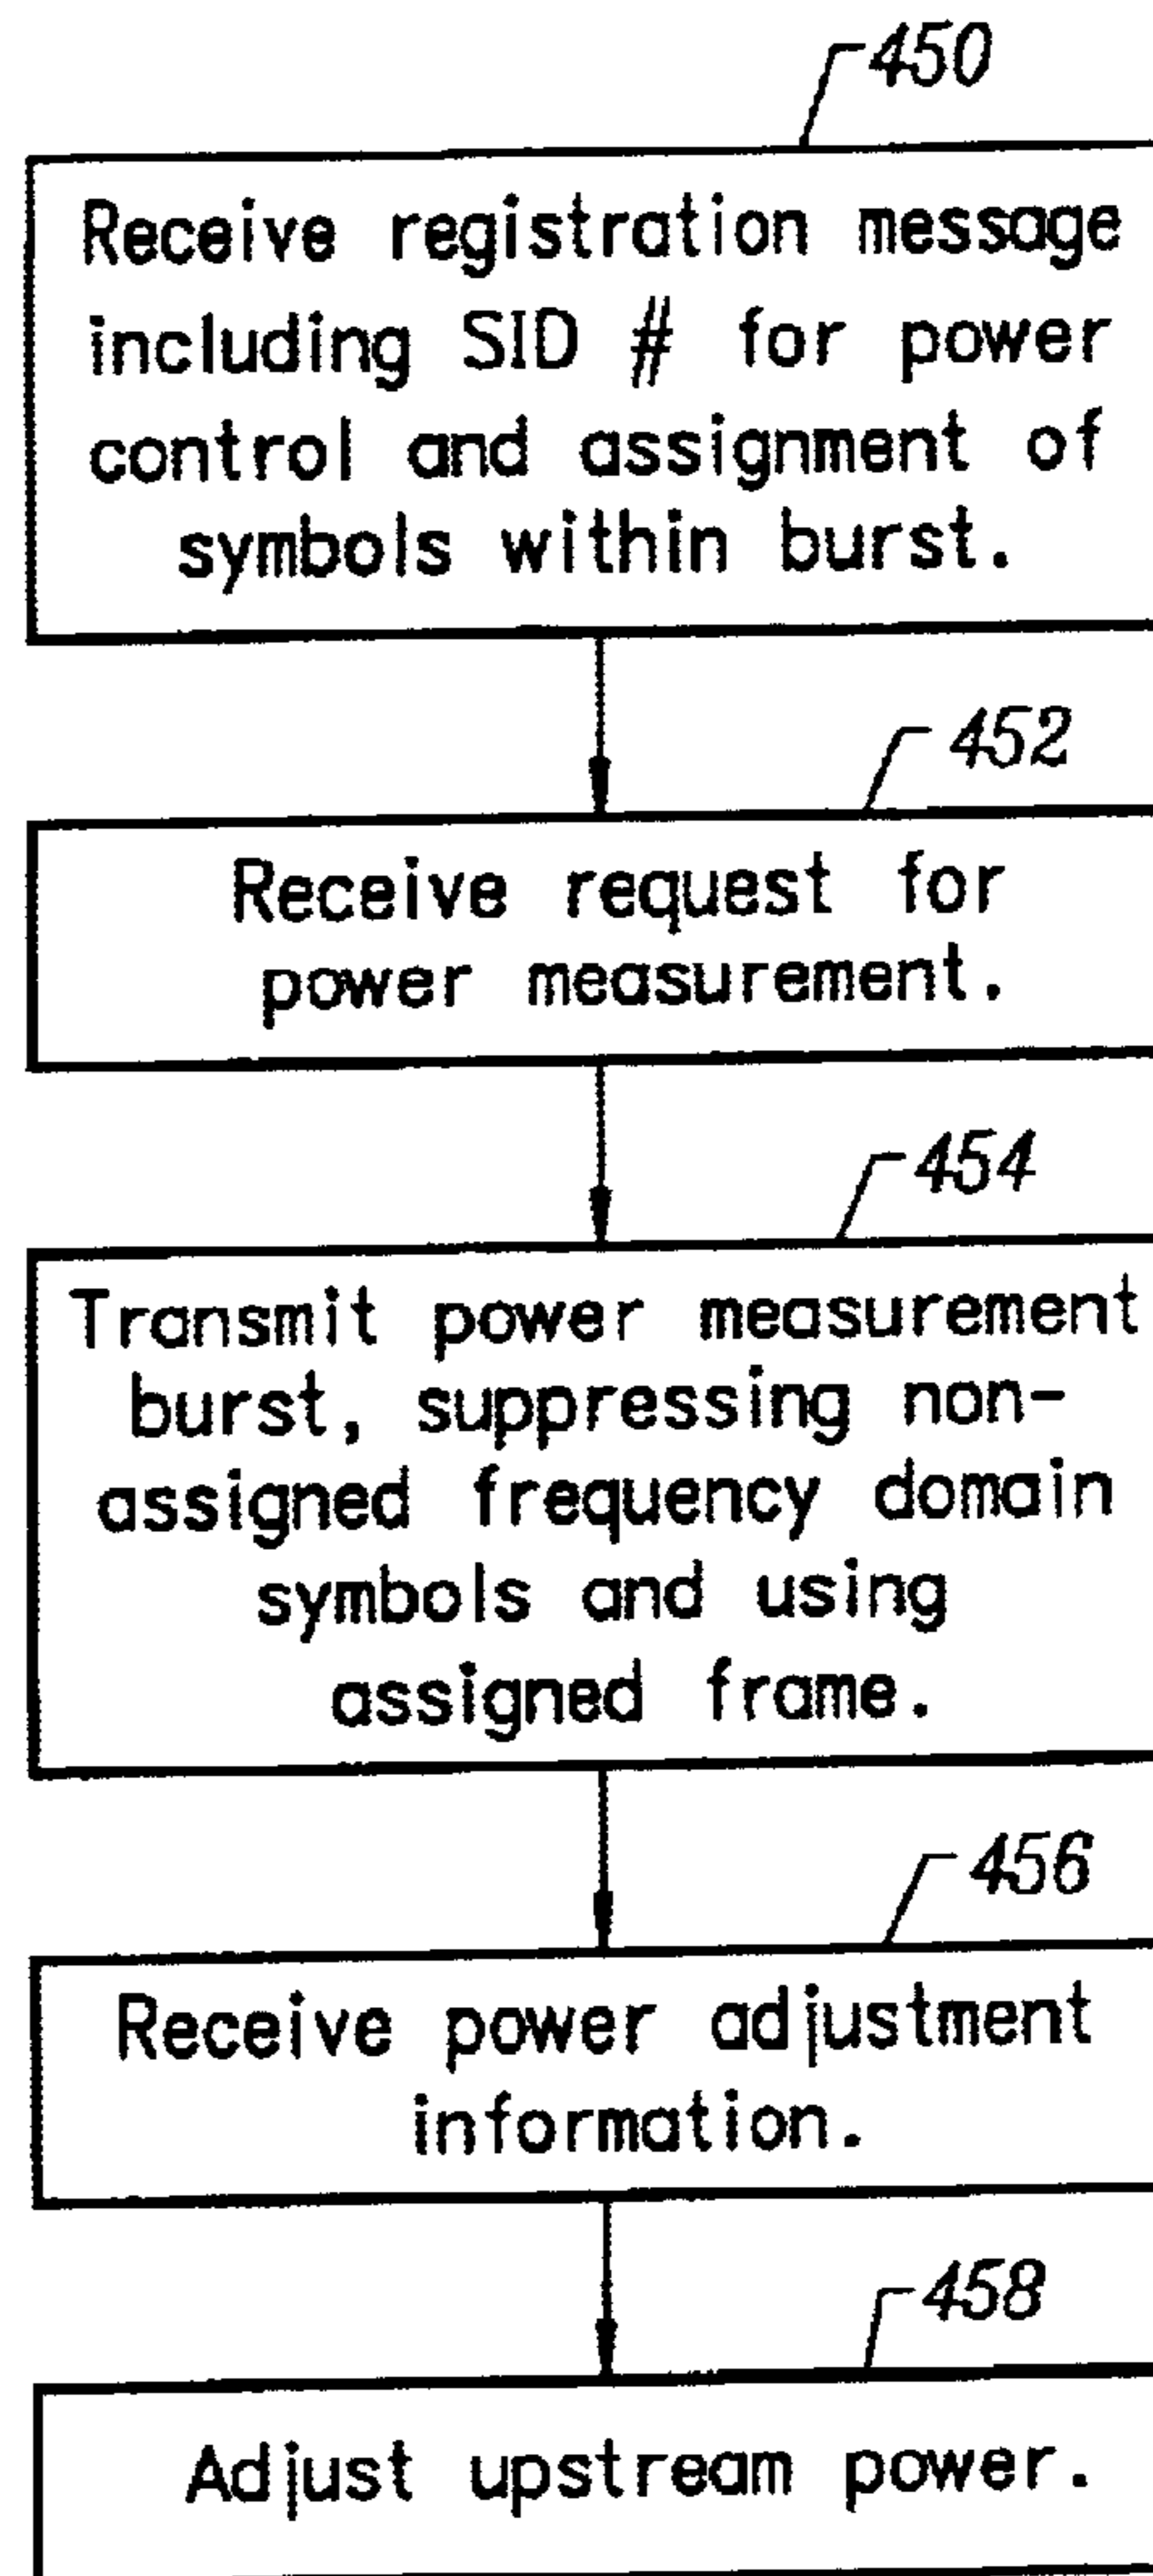 450
Receive registration message
including SID # for power
control and assignment of
symbols within burst.
452
Receive request for
power measurement.
454
Transmit power measurement
burst, suppressing non-
assigned frequency domain
symbols and using
assigned frame.
456
Receive power adjustment
information.
458
Adjust upstream power.